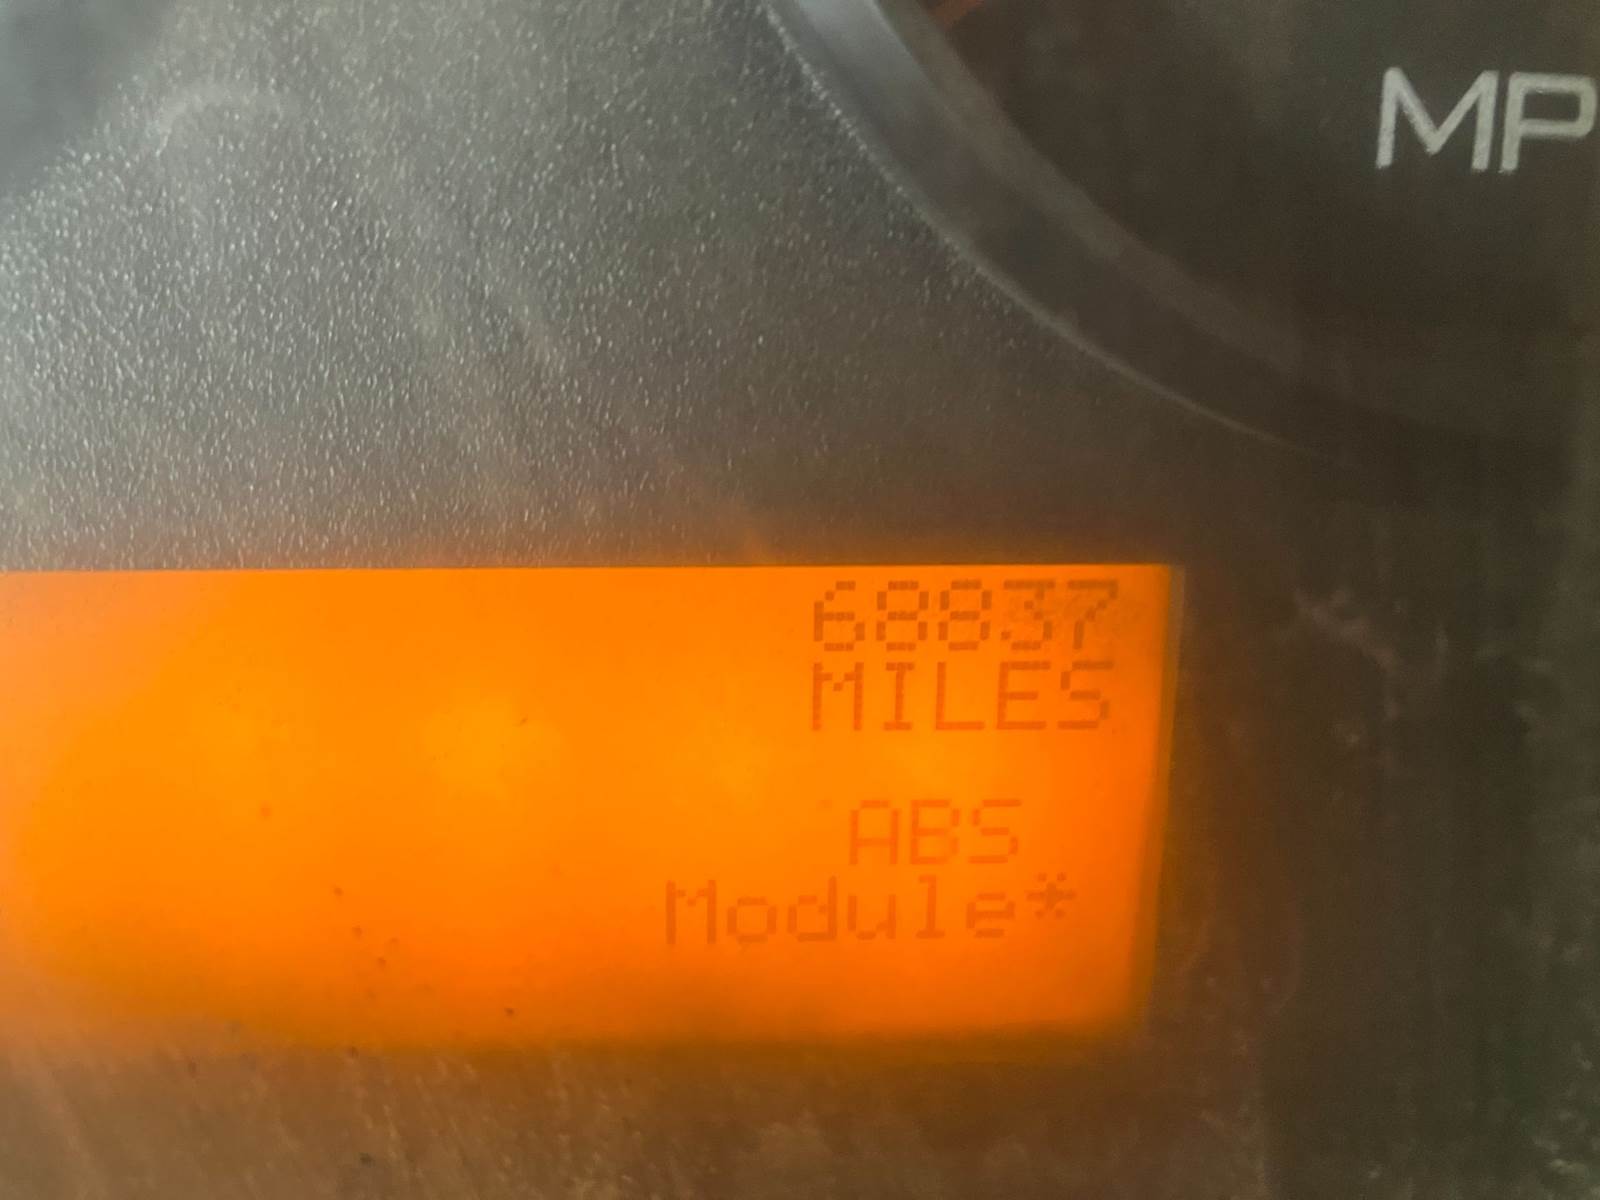 MP
68837
MILES
ABS
Module*